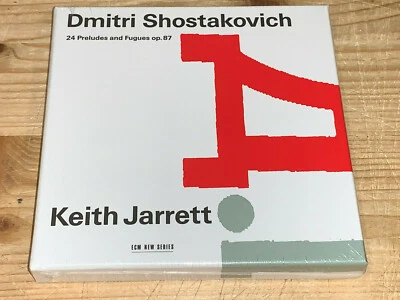 Dmitri Shostakovich
24 Preludes and Fugues op.87
Keith Jarrett
ECM NEW SERIES